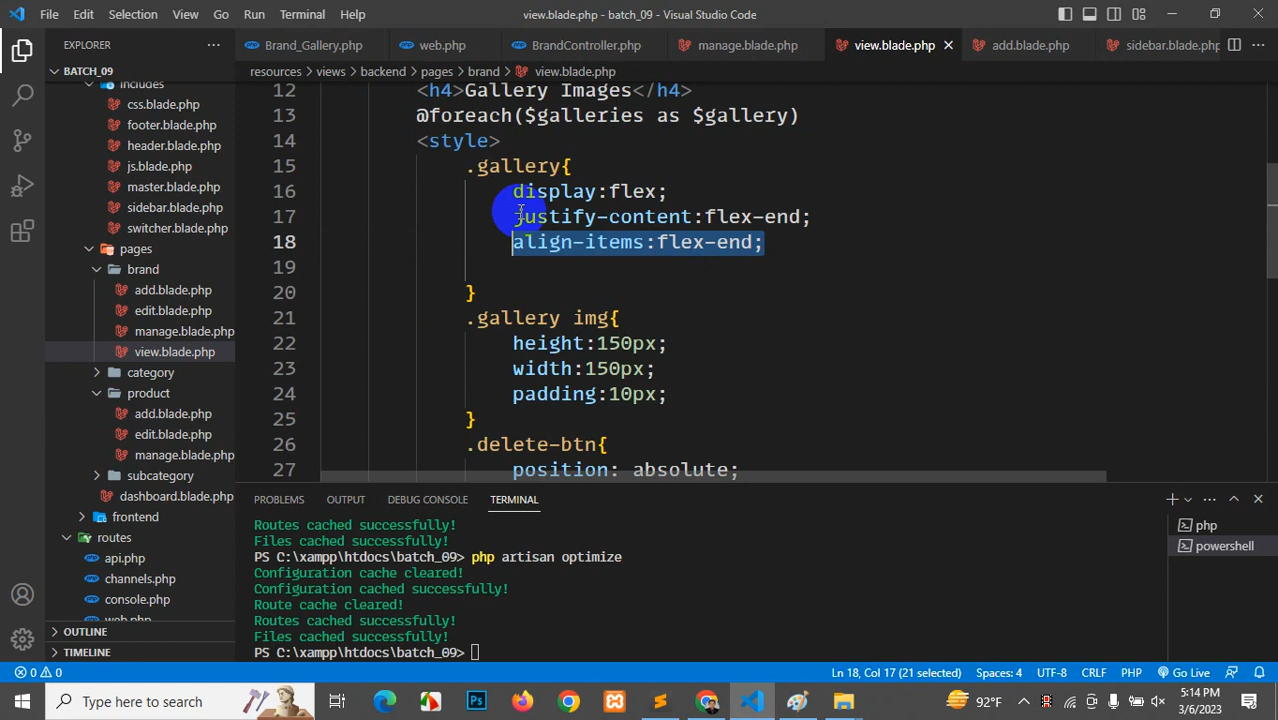 File Edit Selection View Go Run Terminal Help
view.blade.php - batch_09 - Visual Studio Code
EXPLORER
Brand_Gallery.php web.php BrandController.php manage.blade.php view.blade.php add.blade.php sidebar.blade.php
BATCH_09
resources > views > backend > pages > brand > view.blade.php
includes
css.blade.php
footer.blade.php
header.blade.php
js.blade.php
master.blade.php
sidebar.blade.php
switcher.blade.php
pages
brand
add.blade.php
edit.blade.php
manage.blade.php
view.blade.php
category
product
add.blade.php
edit.blade.php
manage.blade.php
subcategory
dashboard.blade.php
frontend
routes
api.php
channels.php
console.php
web.php
OUTLINE
TIMELINE
12 <h4>Gallery Images</h4>
13 @foreach($galleries as $gallery)
14 <style>
15 .gallery{
16 display:flex;
17 justify-content:flex-end;
18 align-items:flex-end;
19
20 }
21 .gallery img{
22 height:150px;
23 width:150px;
24 padding:10px;
25 }
26 .delete-btn{
27 position: absolute;
PROBLEMS OUTPUT DEBUG CONSOLE TERMINAL
Routes cached successfully!
Files cached successfully!
PS C:\xampp\htdocs\batch_09> php artisan optimize
Configuration cache cleared!
Configuration cached successfully!
Route cache cleared!
Routes cached successfully!
Files cached successfully!
PS C:\xampp\htdocs\batch_09>
php
powershell
0 0
Ln 18, Col 17 (21 selected) Spaces: 4 UTF-8 CRLF PHP Go Live
Type here to search
Ps
92°F
5:14 PM
3/6/2023